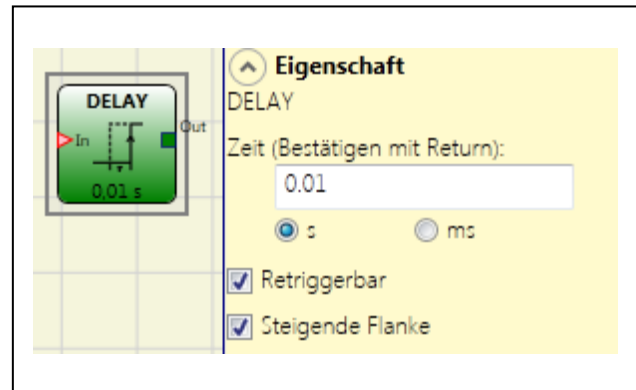 DELAY
In
Out
0,01 s
Eigenschaft
DELAY
Zeit (Bestätigen mit Return):
0.01
s ms
Retriggerbar
Steigende Flanke